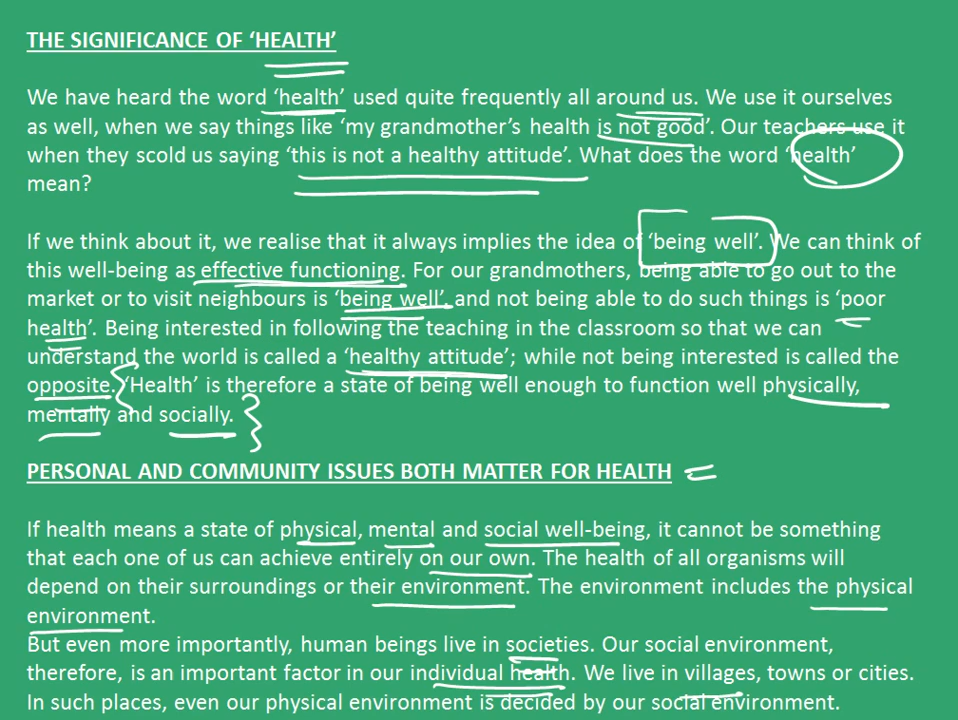 THE SIGNIFICANCE OF ‘HEALTH’
We have heard the word ‘health’ used quite frequently all around us. We use it ourselves
as well, when we say things like ‘my grandmother’s health is not good’. Our teachers use it
when they scold us saying ‘this is not a healthy attitude’. What does the word ‘health’
mean?
If we think about it, we realise that it always implies the idea of ‘being well’. We can think of
this well-being as effective functioning. For our grandmothers, being able to go out to the
market or to visit neighbours is ‘being well’, and not being able to do such things is ‘poor
health’. Being interested in following the teaching in the classroom so that we can
understand the world is called a ‘healthy attitude’; while not being interested is called the
opposite. ‘Health’ is therefore a state of being well enough to function well physically,
mentally and socially.
PERSONAL AND COMMUNITY ISSUES BOTH MATTER FOR HEALTH
If health means a state of physical, mental and social well-being, it cannot be something
that each one of us can achieve entirely on our own. The health of all organisms will
depend on their surroundings or their environment. The environment includes the physical
environment.
But even more importantly, human beings live in societies. Our social environment,
therefore, is an important factor in our individual health. We live in villages, towns or cities.
In such places, even our physical environment is decided by our social environment.